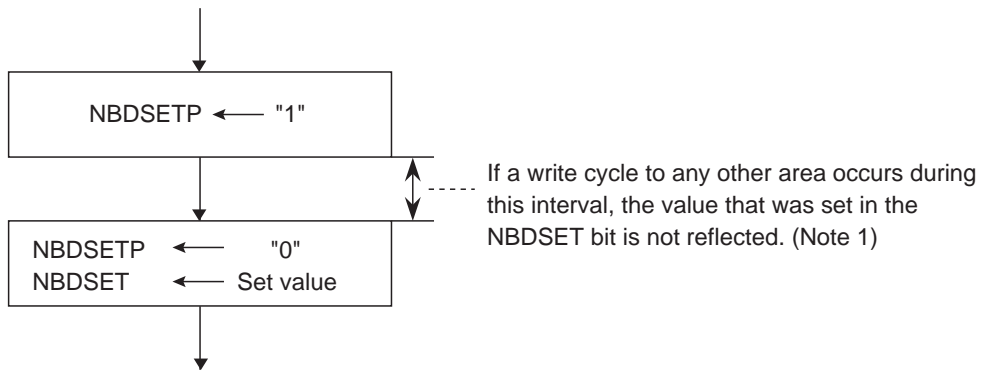 NBDSETP ← "1"
If a write cycle to any other area occurs during
this interval, the value that was set in the
NBDSET bit is not reflected. (Note 1)
NBDSETP ← "0"
NBDSET ← Set value